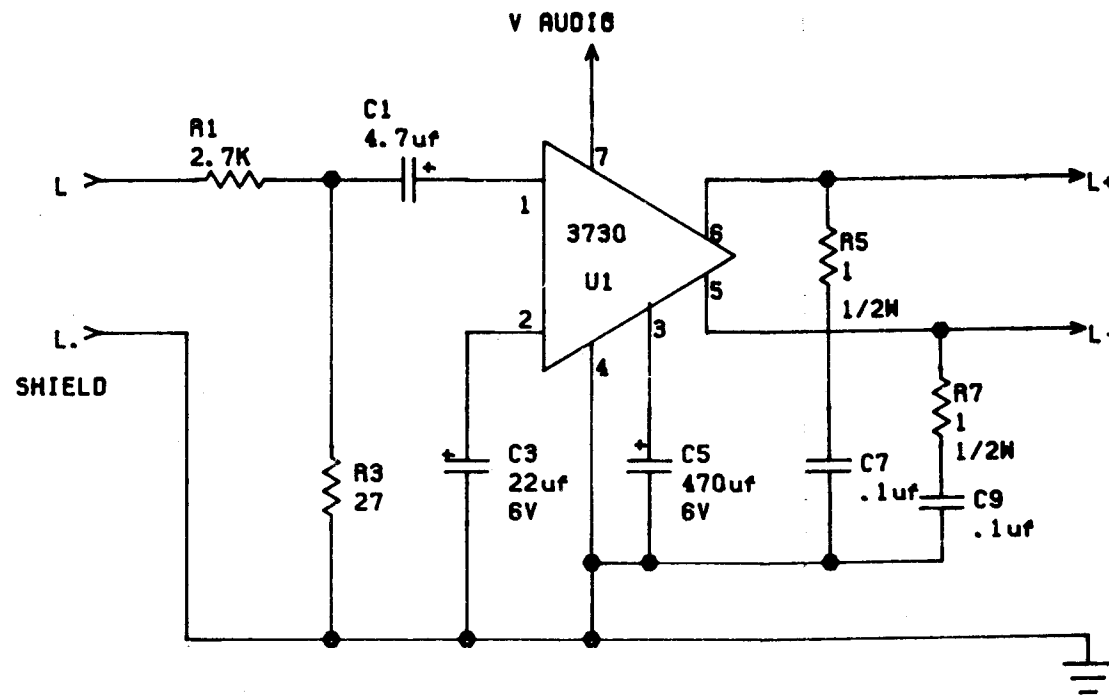 V AUDIO
C1
4.7uf
+
R1
2.7K
L
7
1
3730
U1
6
5
L+
R5
1
1/2W
2
3
4
L.
SHIELD
L-
R7
1
1/2W
+
C3
22uf
6V
+
C5
470uf
6V
C7
.1uf
C9
.1uf
R3
27